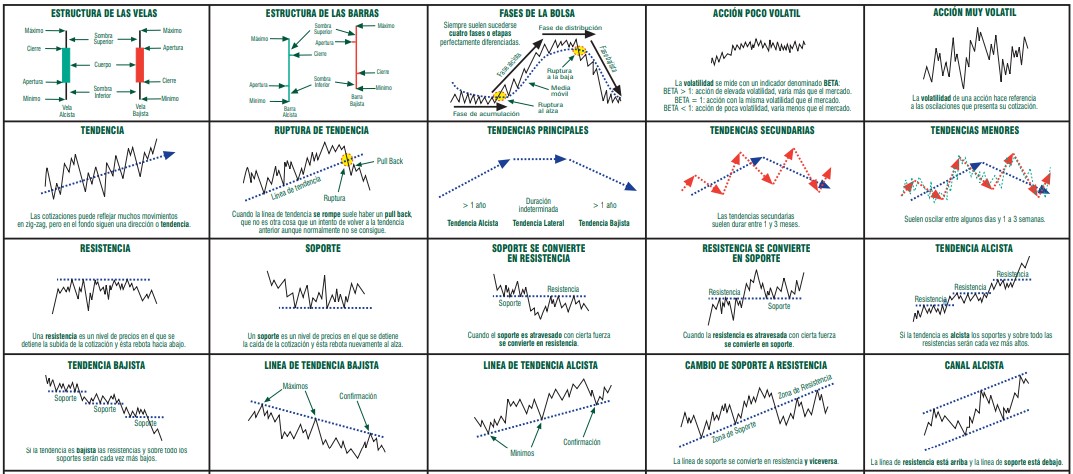 ESTRUCTURA DE LAS VELAS
Máximo
Sombra
Superior
Máximo
Cierre
Apertura
Cuerpo
Apertura
Cierre
Sombra
Inferior
Mínimo
Mínimo
Vela
Alcista
Vela
Bajista
ESTRUCTURA DE LAS BARRAS
Máximo
Sombra
Superior
Máximo
Apertura
Cierre
Apertura
Sombra
Inferior
Cierre
Mínimo
Mínimo
Barra
Alcista
Barra
Bajista
FASES DE LA BOLSA
Siempre suelen sucederse
cuatro fases o etapas
perfectamente diferenciadas.
Fase de distribución
Fase alcista
Fase bajista
Ruptura
a la baja
Media
móvil
Ruptura
al alza
Fase de acumulación
ACCIÓN POCO VOLATIL
La volatilidad se mide con un indicador denominado BETA:
BETA > 1: acción de elevada volatilidad, varía más que el mercado.
BETA = 1: acción con la misma volatilidad que el mercado.
BETA < 1: acción de poca volatilidad, varía menos que el mercado.
ACCIÓN MUY VOLATIL
La volatilidad de una acción hace referencia
a las oscilaciones que presenta su cotización.
TENDENCIA
Las cotizaciones puede reflejar muchos movimientos
en zig-zag, pero en el fondo siguen una dirección o tendencia.
RUPTURA DE TENDENCIA
Pull Back
Línea de tendencia
Ruptura
Cuando la línea de tendencia se rompe suele haber un pull back,
que no es otra cosa que un intento de volver a la tendencia
anterior aunque normalmente no se consigue.
TENDENCIAS PRINCIPALES
> 1 año
Duración
indeterminada
> 1 año
Tendencia Alcista
Tendencia Lateral
Tendencia Bajista
TENDENCIAS SECUNDARIAS
Las tendencias secundarias
suelen durar entre 1 y 3 meses.
TENDENCIAS MENORES
Suelen oscilar entre algunos días y 1 a 3 semanas.
RESISTENCIA
Una resistencia es un nivel de precios en el que se
detiene la subida de la cotización y ésta rebota hacia abajo.
SOPORTE
Un soporte es un nivel de precios en el que se detiene
la caída de la cotización y ésta rebota nuevamente al alza.
SOPORTE SE CONVIERTE
EN RESISTENCIA
Resistencia
Soporte
Cuando el soporte es atravesado con cierta fuerza
se convierte en resistencia.
RESISTENCIA SE CONVIERTE
EN SOPORTE
Resistencia
Soporte
Cuando la resistencia es atravesada con cierta fuerza
se convierte en soporte.
TENDENCIA ALCISTA
Resistencia
Resistencia
Resistencia
Si la tendencia es alcista los soportes y sobre todo las
resistencias serán cada vez más altos.
TENDENCIA BAJISTA
Soporte
Soporte
Soporte
Si la tendencia es bajista las resistencias y sobre todo los
soportes serán cada vez más bajos.
LINEA DE TENDENCIA BAJISTA
Máximos
Confirmación
LINEA DE TENDENCIA ALCISTA
Mínimos
Confirmación
CAMBIO DE SOPORTE A RESISTENCIA
Zona de Resistencia
Zona de Soporte
La línea de soporte se convierte en resistencia y viceversa.
CANAL ALCISTA
La línea de resistencia está arriba y la línea de soporte está debajo.